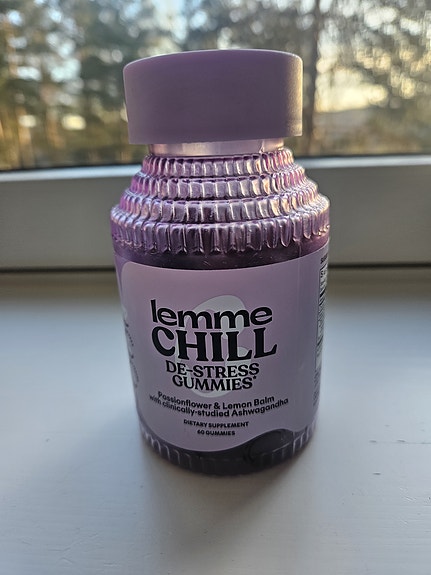 lemme
CHILL
DE-STRESS
GUMMIES*
Passionflower & Lemon Balm
with clinically-studied Ashwagandha
DIETARY SUPPLEMENT
60 GUMMIES